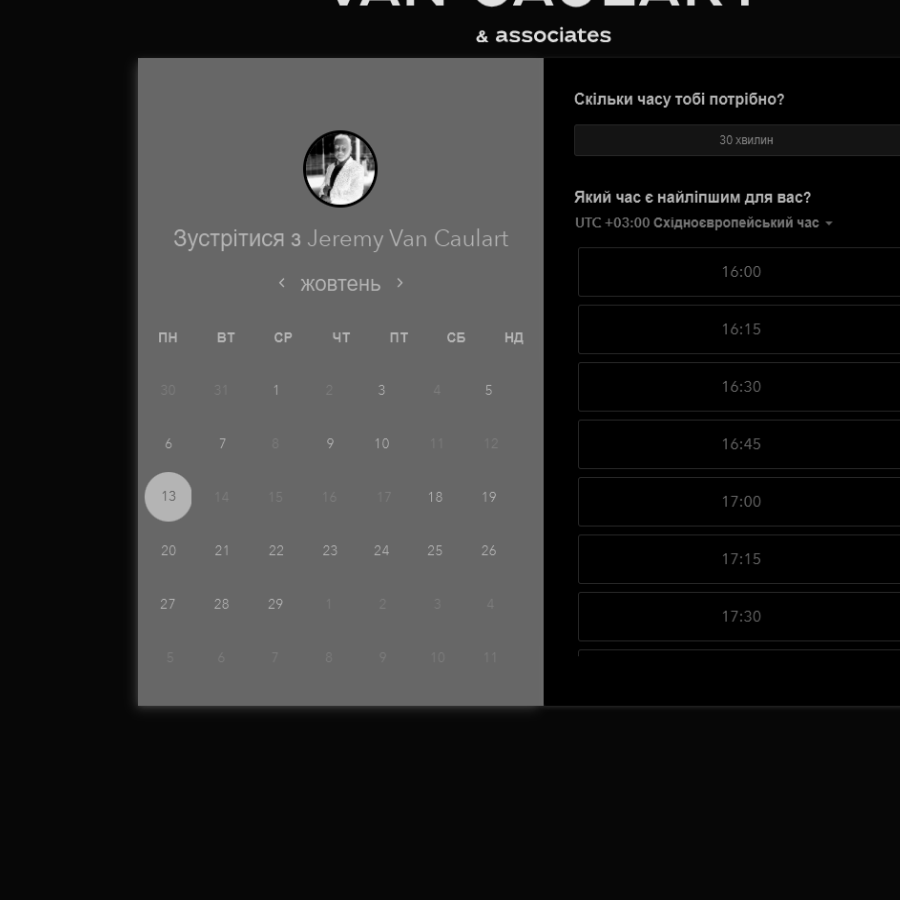 VAN CAULART
& associates
Зустрітися з Jeremy Van Caulart
жовтень
ПН ВТ СР ЧТ ПТ СБ НД
30 31 1 2 3 4 5
6 7 8 9 10 11 12
13 14 15 16 17 18 19
20 21 22 23 24 25 26
27 28 29 1 2 3 4
5 6 7 8 9 10 11
Скільки часу тобі потрібно?
30 хвилин
Який час є найліпшим для вас?
UTC +03:00 Східноєвропейський час
16:00
16:15
16:30
16:45
17:00
17:15
17:30